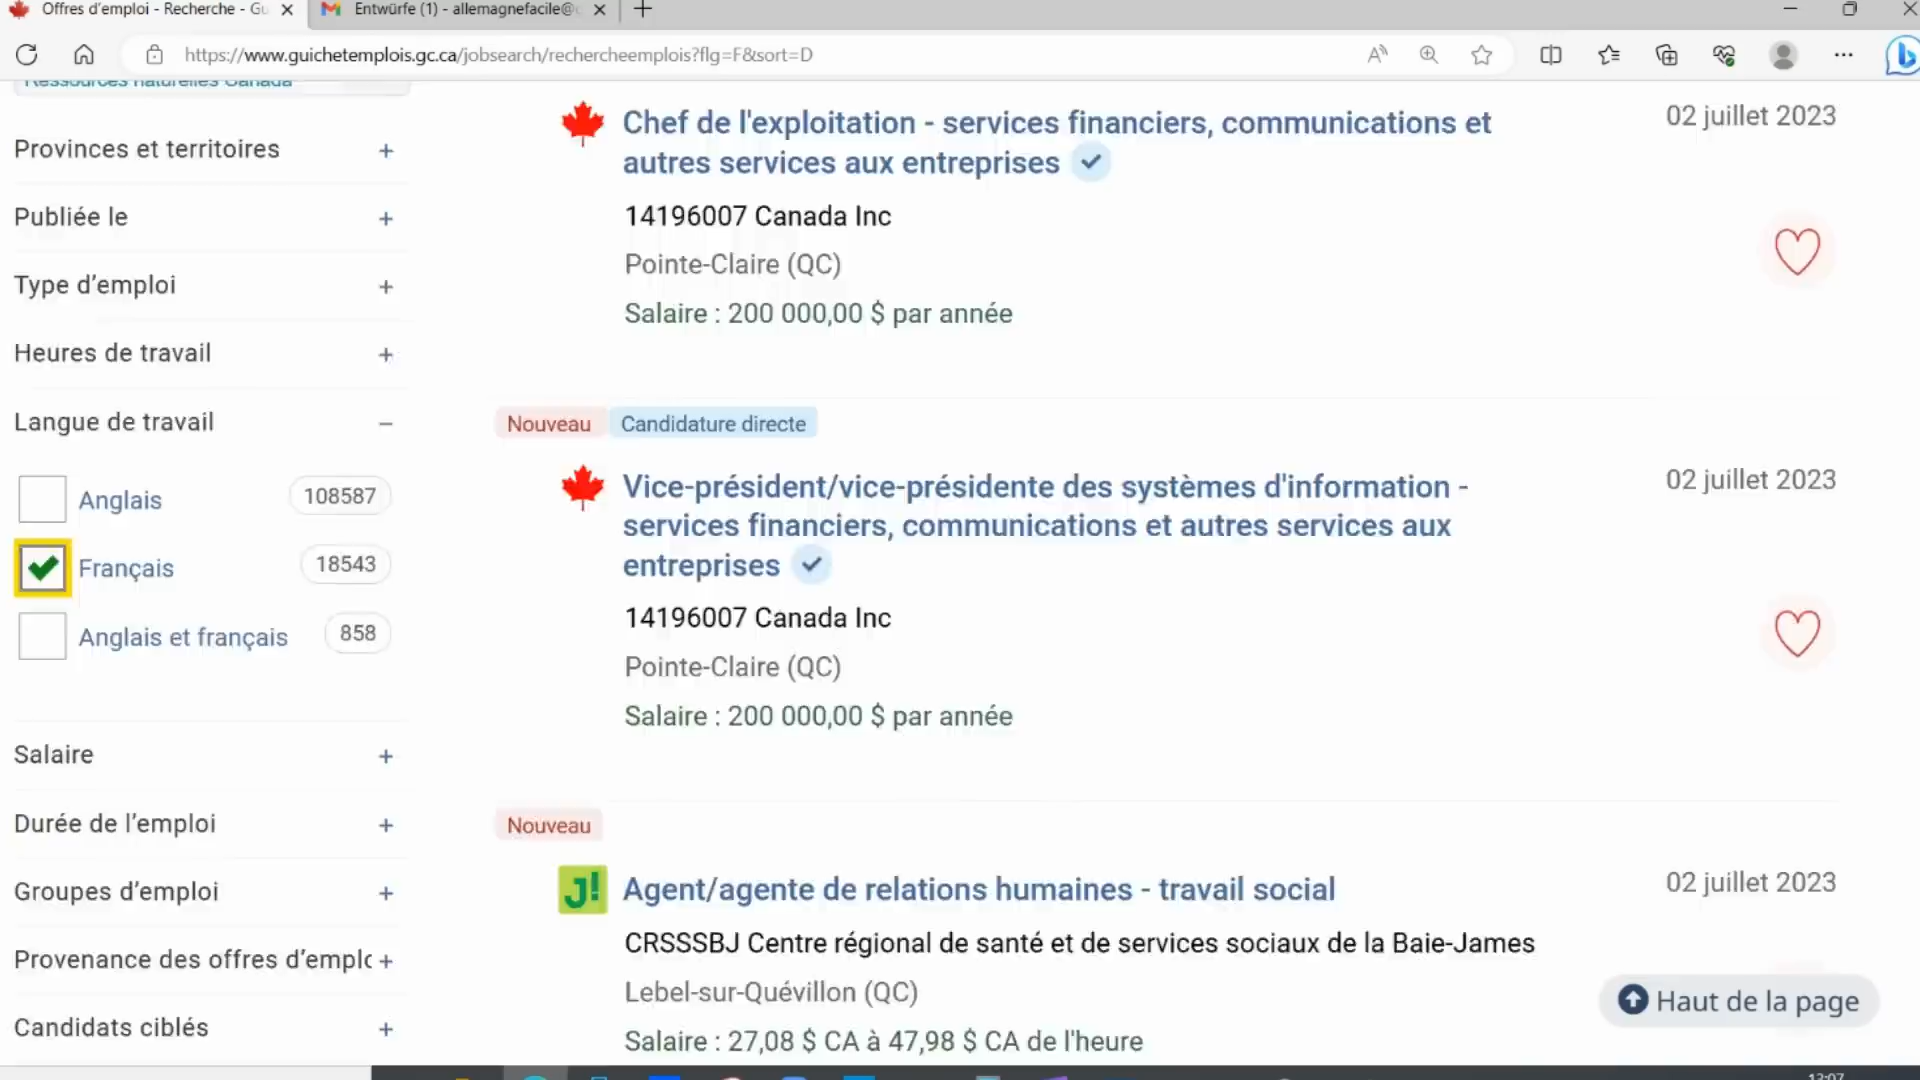 Offres d'emploi - Recherche - Gu
Entwürfe (1) - allemagnefacile@
https://www.guichetemplois.gc.ca/jobsearch/rechercheemplois?flg=F&sort=D
Ressources naturelles Canada
Provinces et territoires +
Publiée le +
Type d'emploi +
Heures de travail +
Langue de travail –
Anglais 108587
Français 18543
Anglais et français 858
Salaire +
Durée de l'emploi +
Groupes d'emploi +
Provenance des offres d'emplc +
Candidats ciblés +
Chef de l'exploitation - services financiers, communications et
autres services aux entreprises
02 juillet 2023
14196007 Canada Inc
Pointe-Claire (QC)
Salaire : 200 000,00 $ par année
Nouveau Candidature directe
Vice-président/vice-présidente des systèmes d'information -
services financiers, communications et autres services aux
entreprises
02 juillet 2023
14196007 Canada Inc
Pointe-Claire (QC)
Salaire : 200 000,00 $ par année
Nouveau
J! Agent/agente de relations humaines - travail social
02 juillet 2023
CRSSSBJ Centre régional de santé et de services sociaux de la Baie-James
Lebel-sur-Quévillon (QC)
Salaire : 27,08 $ CA à 47,98 $ CA de l'heure
Haut de la page